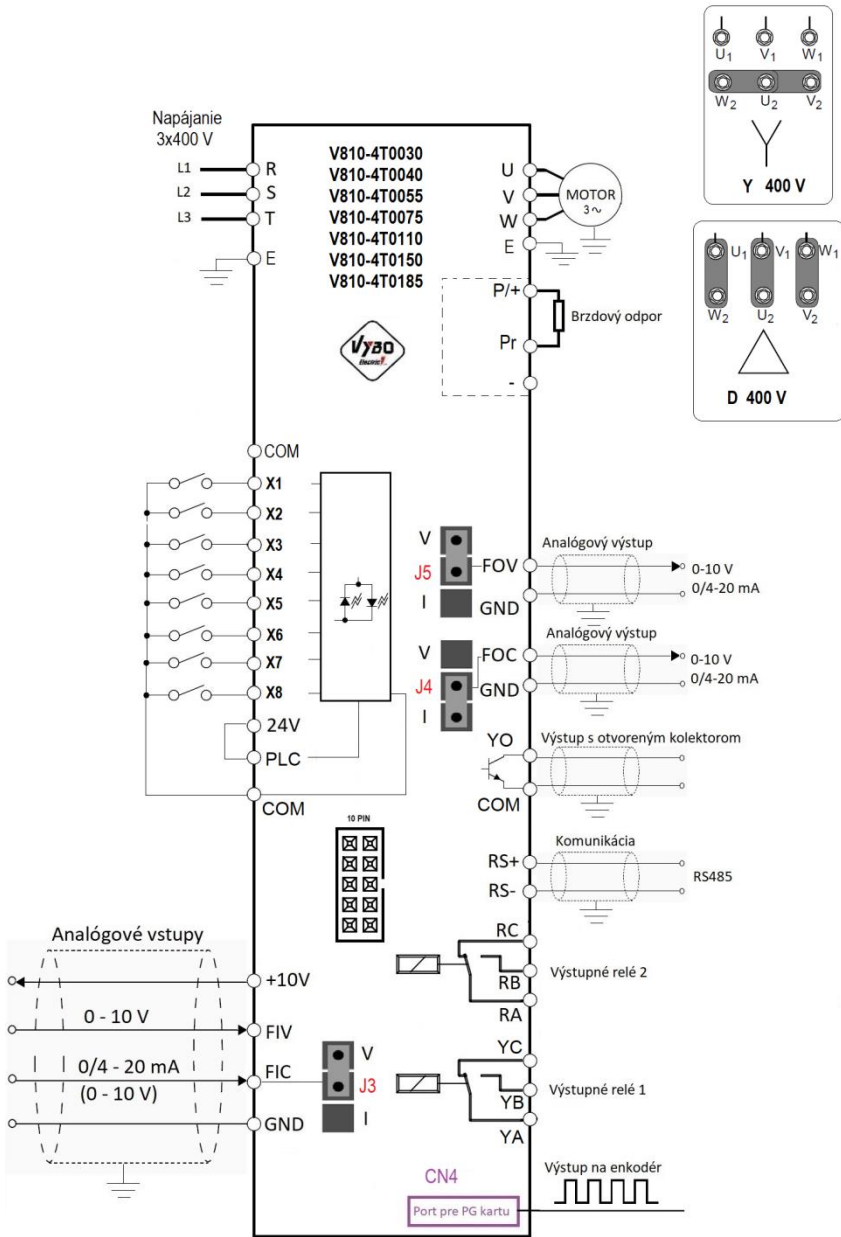 Napájanie
3x400 V
L1
L2
L3
R
S
T
E
V810-4T0030
V810-4T0040
V810-4T0055
V810-4T0075
V810-4T0110
V810-4T0150
V810-4T0185
VYBO
Electric
U
V
W
E
MOTOR
3~
P/+
Pr
-
Brzdový odpor
U1 V1 W1
W2 U2 V2
Y 400 V
U1 V1 W1
W2 U2 V2
D 400 V
COM
X1
X2
X3
X4
X5
X6
X7
X8
24V
PLC
COM
V
J5
I
FOV
GND
Analógový výstup
0-10 V
0/4-20 mA
V
J4
I
FOC
GND
Analógový výstup
0-10 V
0/4-20 mA
YO
COM
Výstup s otvoreným kolektorom
10 PIN
RS+
RS-
Komunikácia
RS485
RC
RB
RA
Výstupné relé 2
YC
YB
YA
Výstupné relé 1
Analógové vstupy
+10V
0 - 10 V
FIV
0/4 - 20 mA
(0 - 10 V)
FIC
GND
V
J3
I
CN4
Port pre PG kartu
Výstup na enkodér